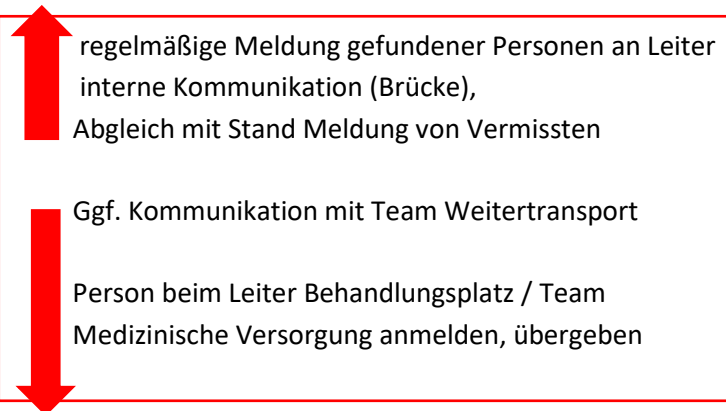 regelmäßige Meldung gefundener Personen an Leiter
interne Kommunikation (Brücke),
Abgleich mit Stand Meldung von Vermissten
Ggf. Kommunikation mit Team Weitertransport
Person beim Leiter Behandlungsplatz / Team
Medizinische Versorgung anmelden, übergeben